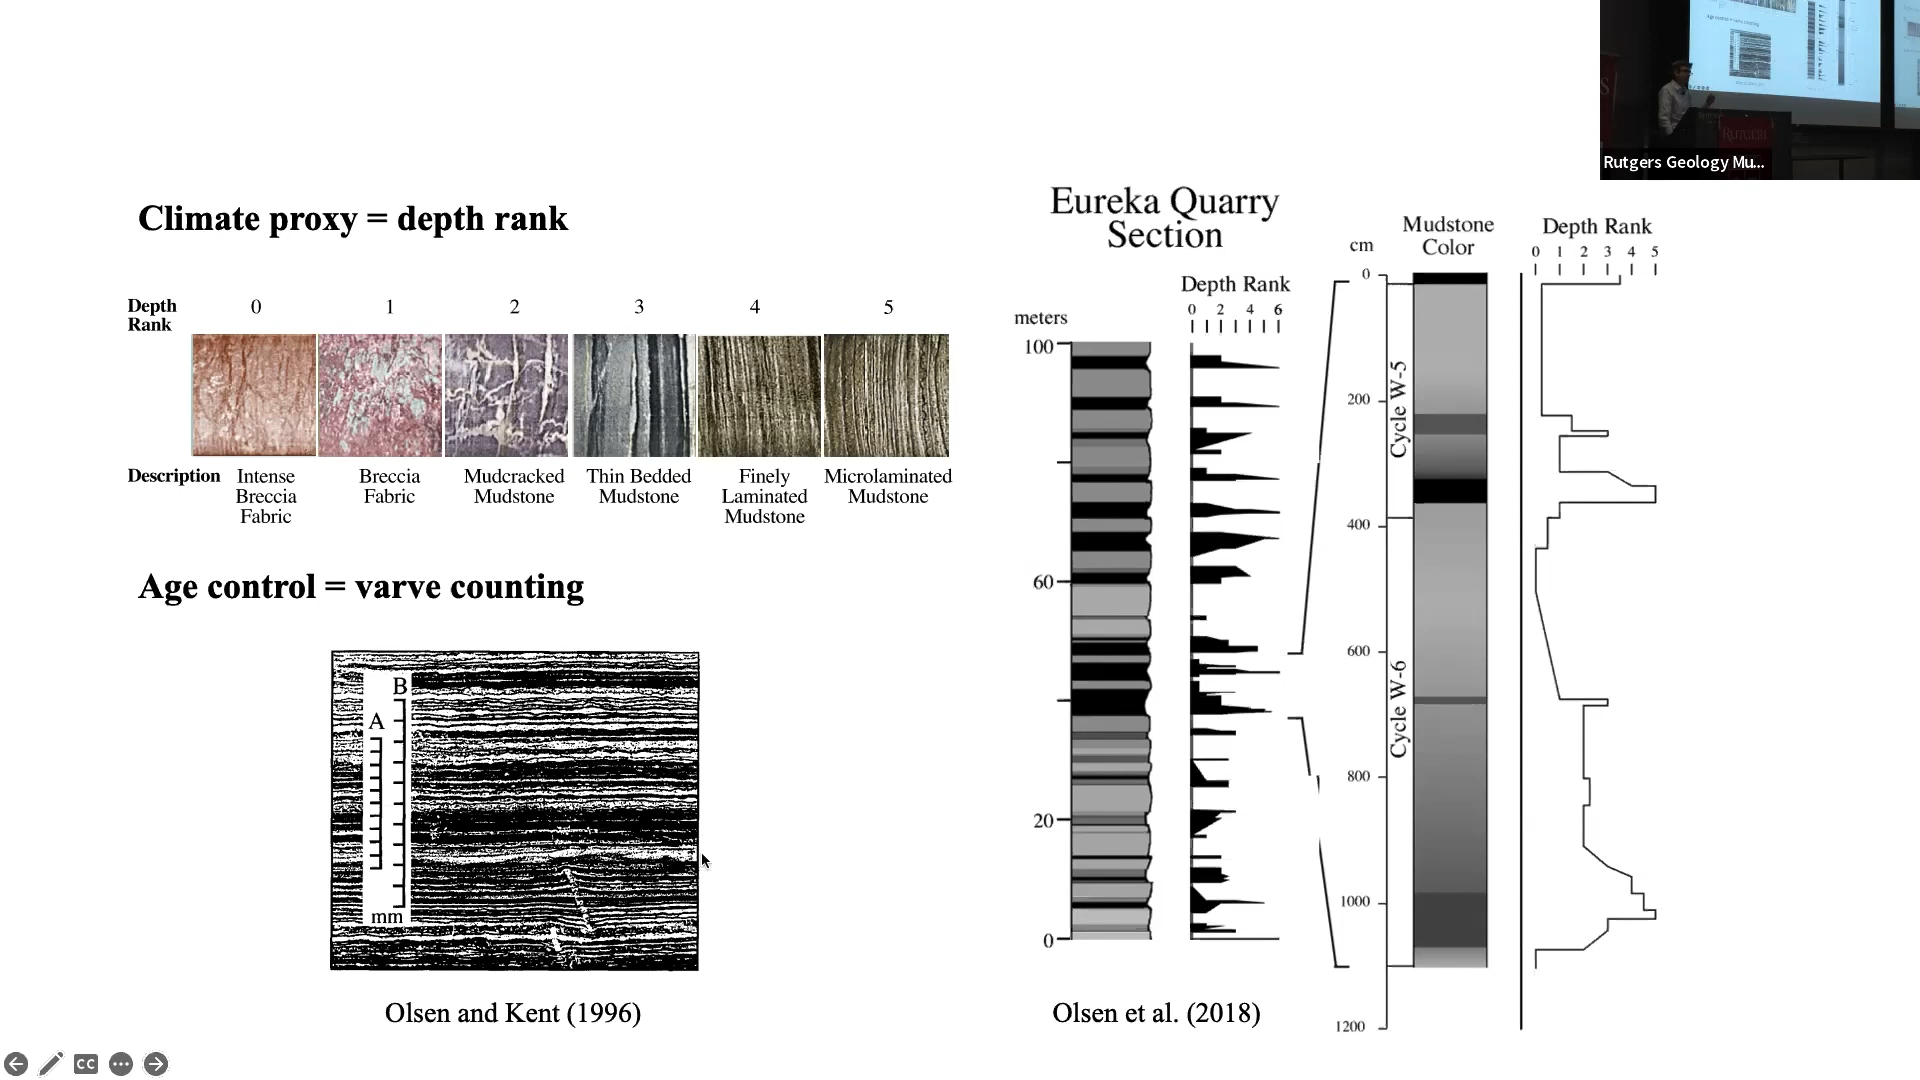 Climate proxy = depth rank
Depth
Rank
0 1 2 3 4 5
Description
Intense
Breccia
Fabric
Breccia
Fabric
Mudcracked
Mudstone
Thin Bedded
Mudstone
Finely
Laminated
Mudstone
Microlaminated
Mudstone
Age control = varve counting
B
A
mm
Olsen and Kent (1996)
Eureka Quarry
Section
Depth Rank
0 2 4 6
meters
100
60
20
0
Olsen et al. (2018)
cm
Mudstone
Color
0
200
400
600
800
1000
1200
Cycle W-5
Cycle W-6
Depth Rank
0 1 2 3 4 5
RUTGERS
Rutgers Geology Mu...
CC